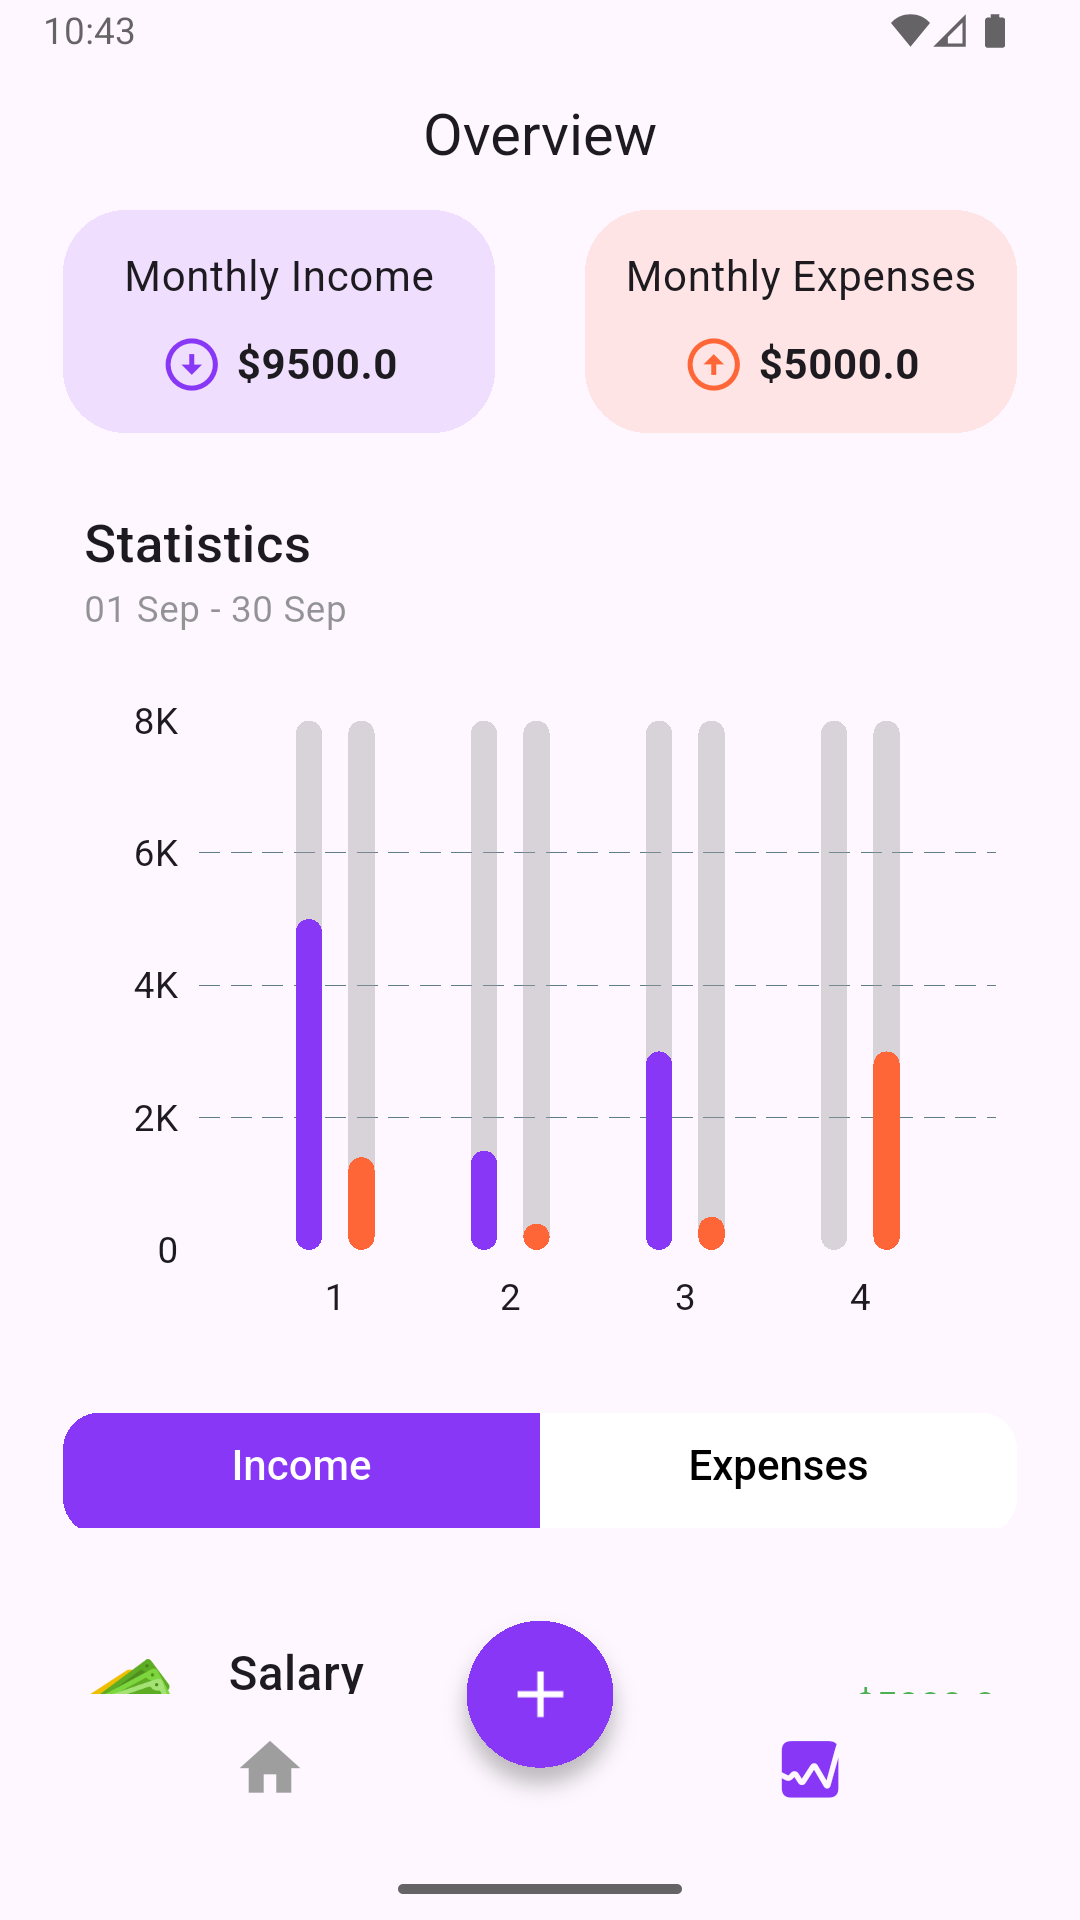 10:43
Overview
Monthly Income
$9500.0
Monthly Expenses
$5000.0
Statistics
01 Sep - 30 Sep
8K
6K
4K
2K
0
1 2 3 4
Income Expenses
Salary